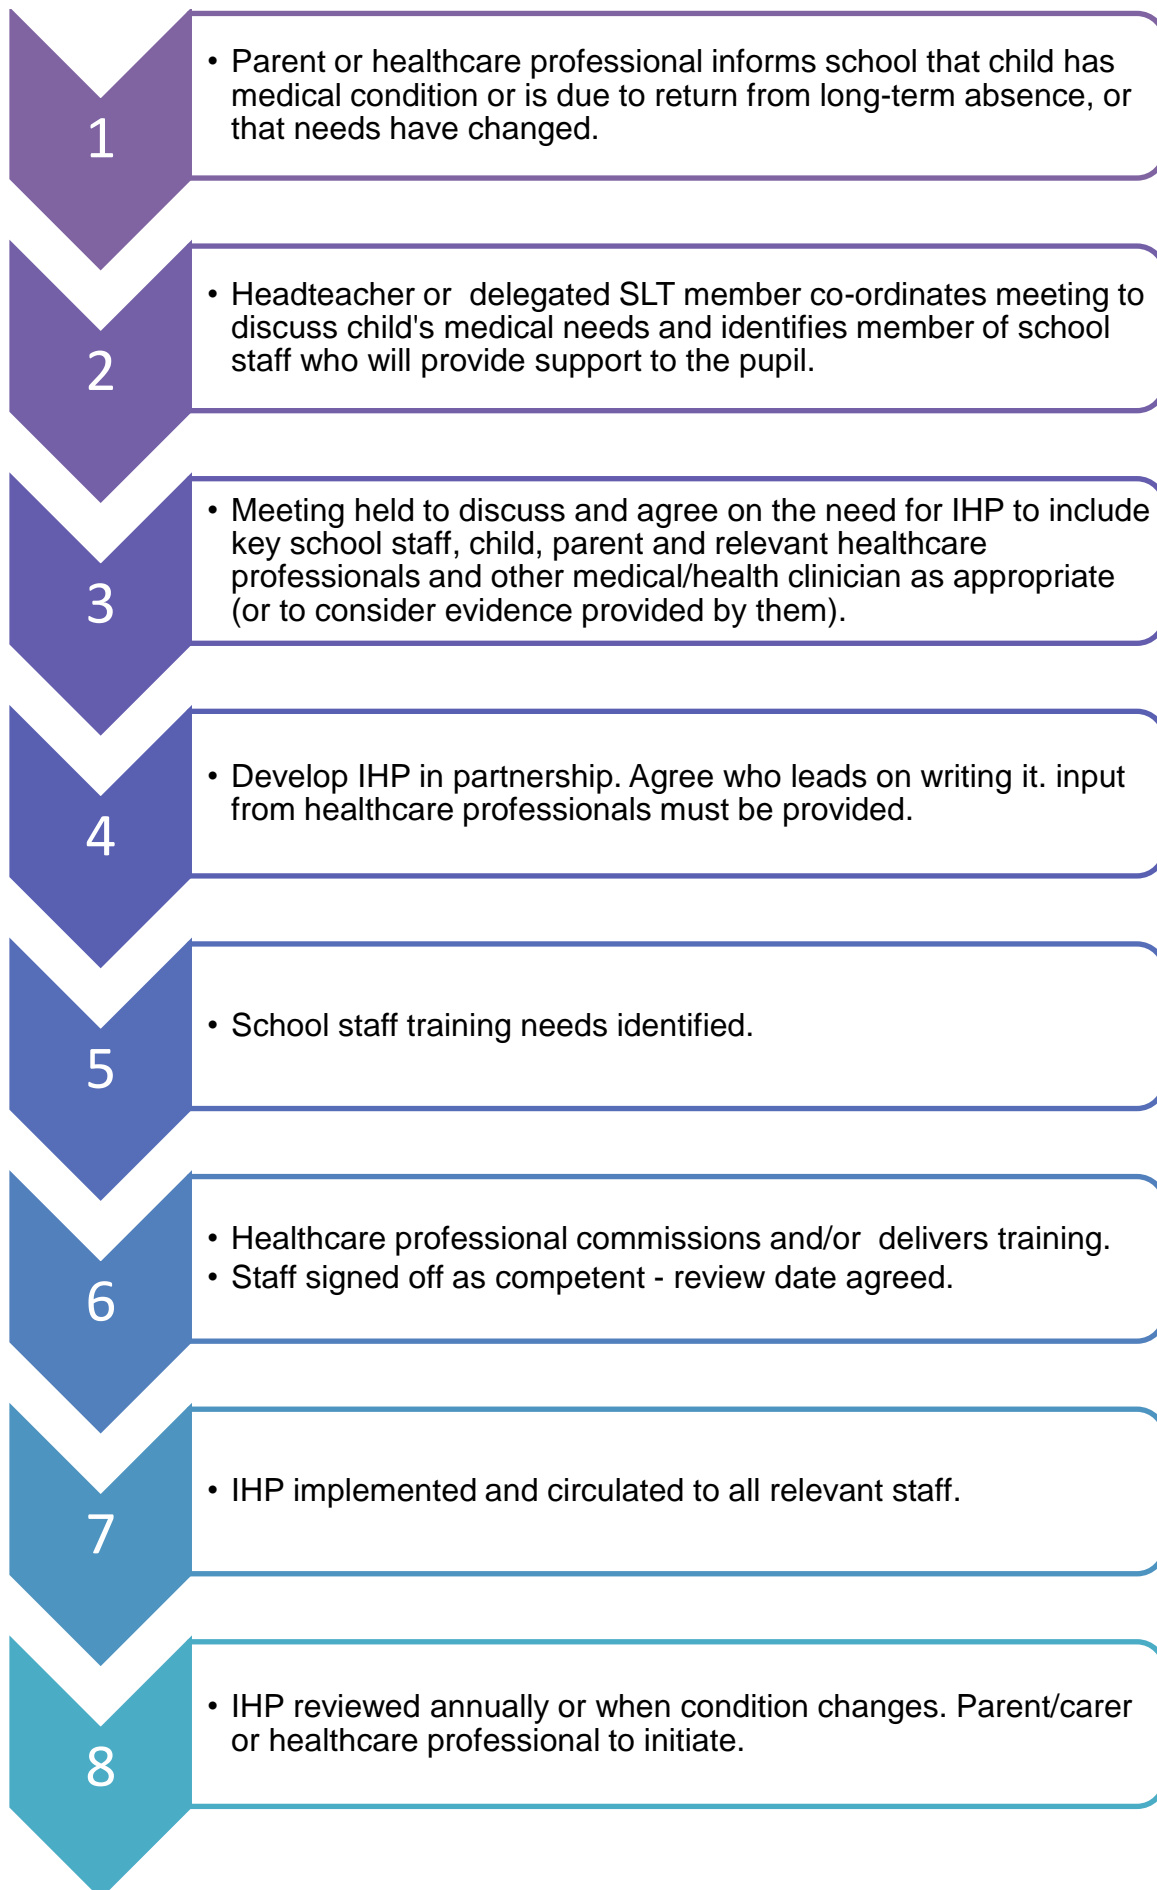 1
• Parent or healthcare professional informs school that child has
medical condition or is due to return from long-term absence, or
that needs have changed.
2
• Headteacher or  delegated SLT member co-ordinates meeting to
discuss child's medical needs and identifies member of school
staff who will provide support to the pupil.
3
• Meeting held to discuss and agree on the need for IHP to include
key school staff, child, parent and relevant healthcare
professionals and other medical/health clinician as appropriate
(or to consider evidence provided by them).
4
• Develop IHP in partnership. Agree who leads on writing it. input
from healthcare professionals must be provided.
5
• School staff training needs identified.
6
• Healthcare professional commissions and/or  delivers training.
• Staff signed off as competent - review date agreed.
7
• IHP implemented and circulated to all relevant staff.
8
• IHP reviewed annually or when condition changes. Parent/carer
or healthcare professional to initiate.